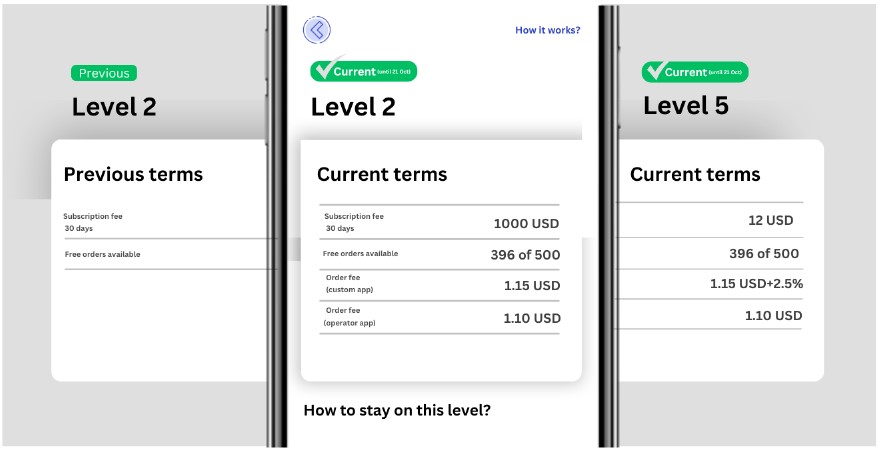 Previous
Level 2
Previous terms
Subscription fee
30 days
Free orders available
How it works?
Current (until 21 Oct)
Level 2
Current terms
Subscription fee
30 days
1000 USD
Free orders available
396 of 500
Order fee
(custom app)
1.15 USD
Order fee
(operator app)
1.10 USD
How to stay on this level?
Current (until 21 Oct)
Level 5
Current terms
12 USD
396 of 500
1.15 USD+2.5%
1.10 USD